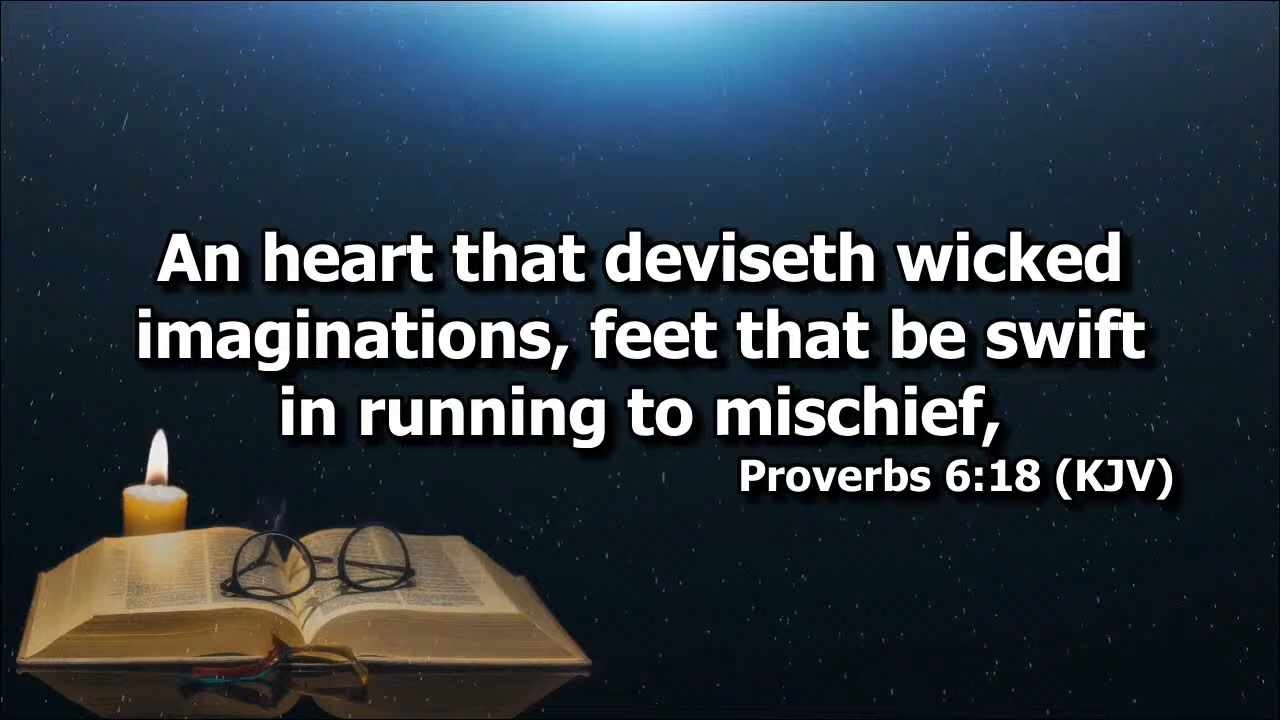 An heart that deviseth wicked
imaginations, feet that be swift
in running to mischief,
Proverbs 6:18 (KJV)